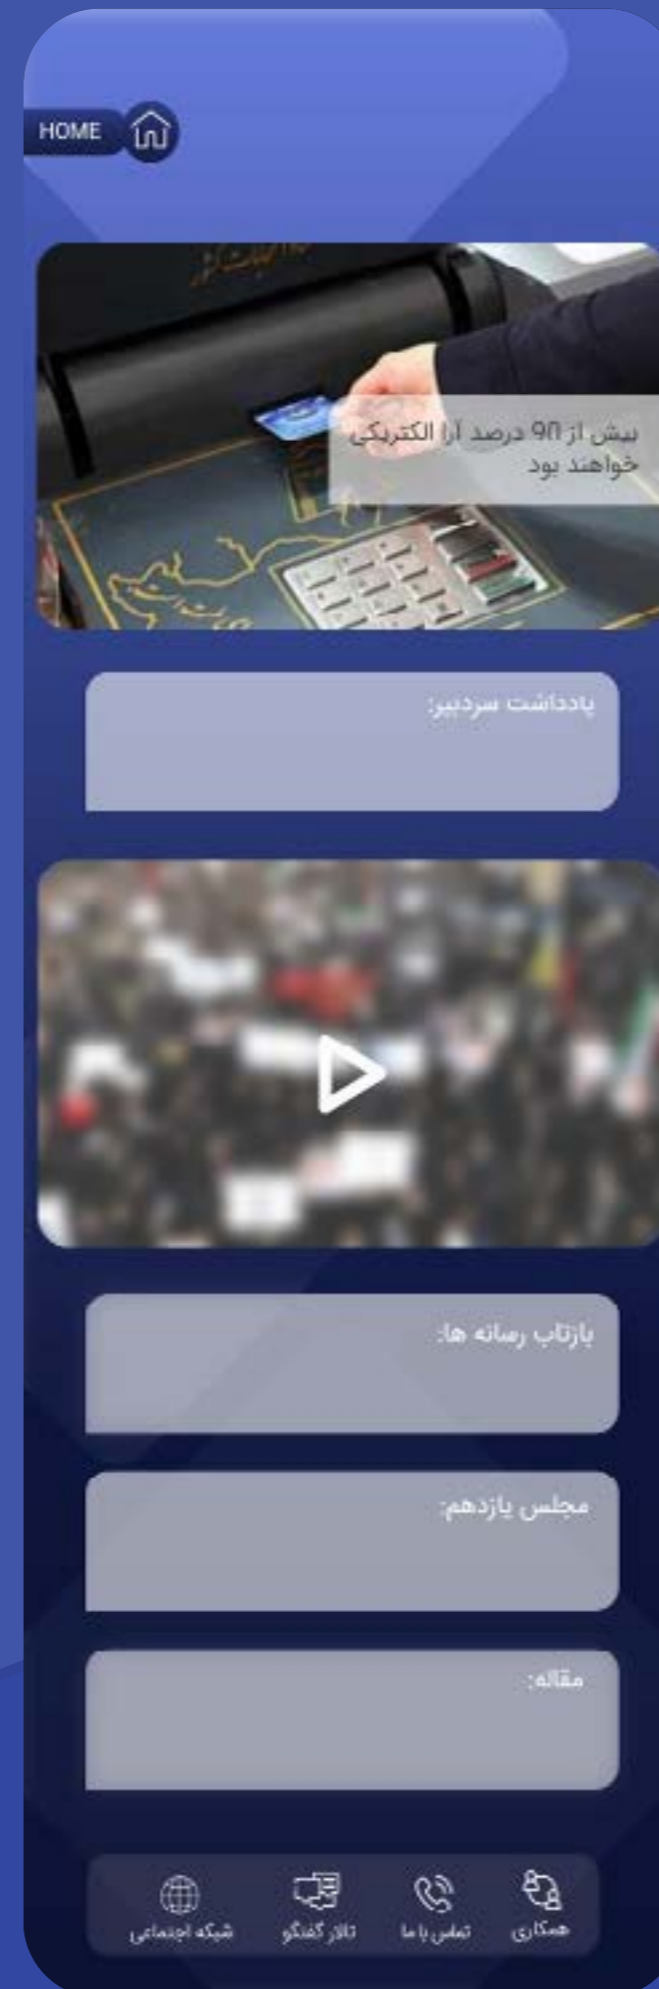 HOME
بیش از 90 درصد آرا الکتریکی
خواهند بود
یادداشت سردبیر:
بازتاب رسانه ها:
مجلس یازدهم:
مقاله:
همکاری
تماس با ما
تالار گفتگو
شبکه اجتماعی